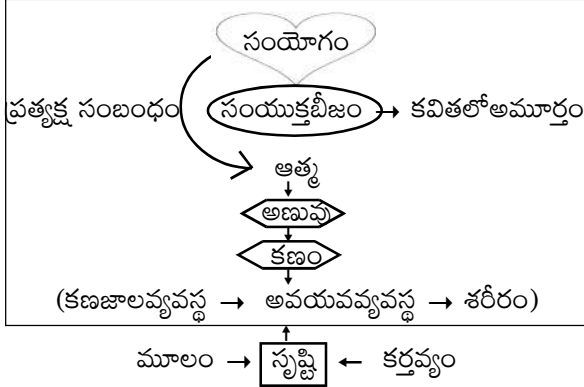 సంయోగం
ప్రత్యక్ష సంబంధం సంయుక్తబీజం → కవితలోఅమూర్తం
ఆత్మ
అణువు
కణం
(కణజాలవ్యవస్థ → అవయవవ్యవస్థ → శరీరం)
మూలం → సృష్టి ← కర్తవ్యం